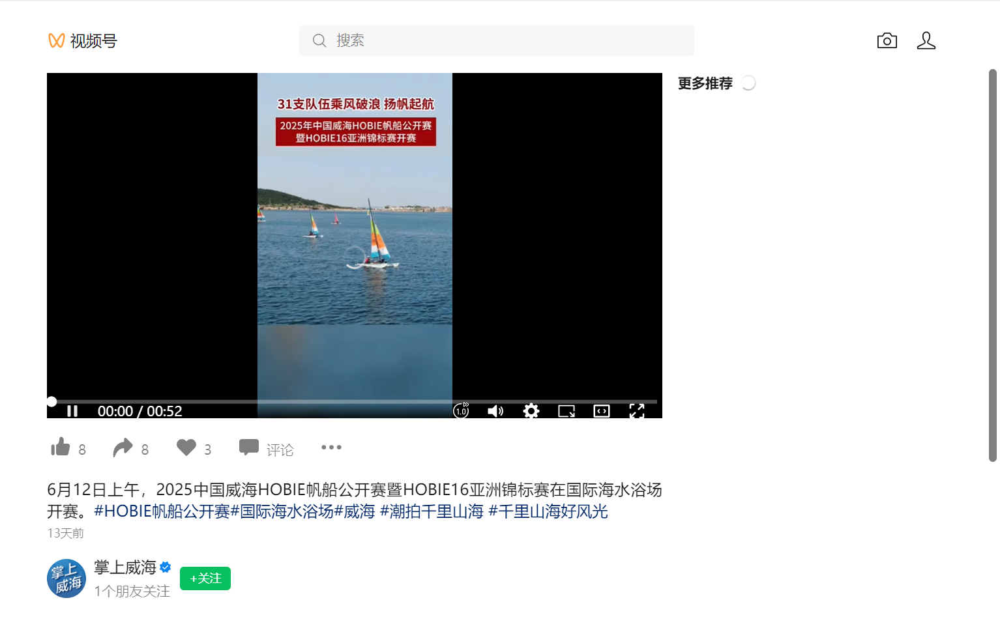 视频号
搜索
31支队伍乘风破浪 扬帆起航
2025年中国威海HOBIE帆船公开赛
暨HOBIE16亚洲锦标赛开赛
更多推荐
00:00 / 00:52
1.0
8
8
3
评论
6月12日上午，2025中国威海HOBIE帆船公开赛暨HOBIE16亚洲锦标赛在国际海水浴场
开赛。#HOBIE帆船公开赛#国际海水浴场#威海 #潮拍千里山海 #千里山海好风光
13天前
掌上
威海
掌上威海
+关注
1个朋友关注